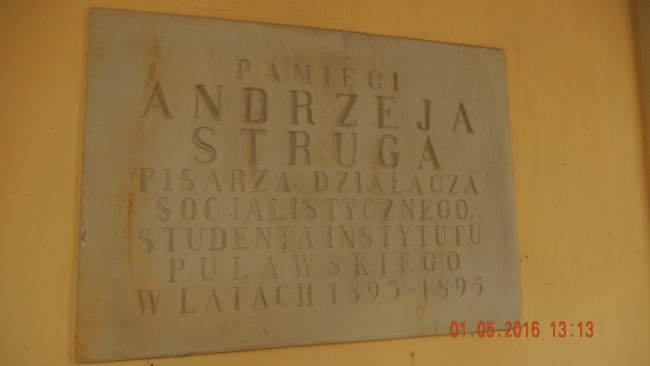 PAMIĘCI
ANDRZEJA
STRUGA
PISARZA, DZIAŁACZA
SOCJALISTYCZNEGO,
STUDENTA INSTYTUTU
PUŁAWSKIEGO
W LATACH 1893-1895
01.05.2016 13:13